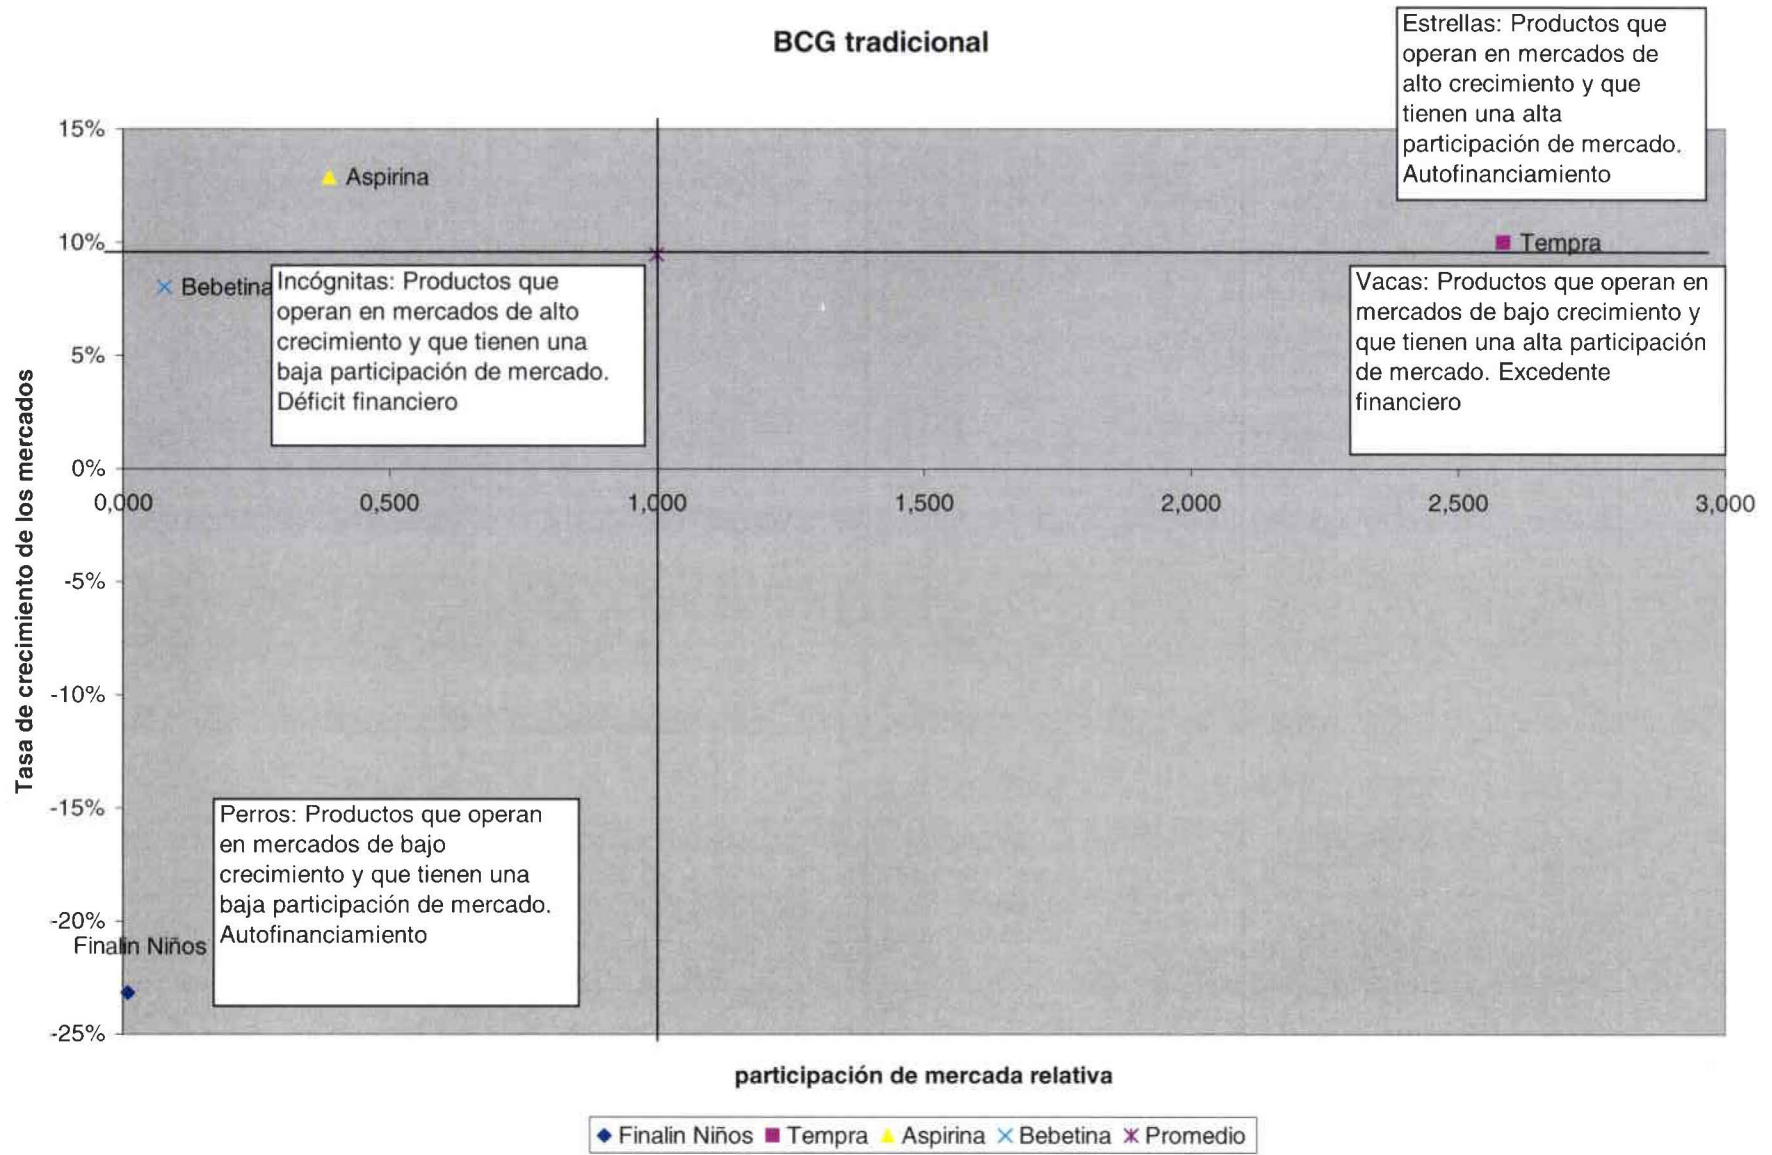 BCG tradicional
Estrellas: Productos que
operan en mercados de
alto crecimiento y que
tienen una alta
participación de mercado.
Autofinanciamiento
15%
Aspirina
10%
Tempra
Bebetina
Incógnitas: Productos que
operan en mercados de alto
crecimiento y que tienen una
baja participación de mercado.
Déficit financiero
Vacas: Productos que operan en
mercados de bajo crecimiento y
que tienen una alta participación
de mercado. Excedente
financiero
5%
0%
0,000
0,500
1,000
1,500
2,000
2,500
3,000
Tasa de crecimiento de los mercados
-5%
-10%
-15%
Perros: Productos que operan
en mercados de bajo
crecimiento y que tienen una
baja participación de mercado.
Autofinanciamiento
-20%
Finalin Niños
-25%
participación de mercada relativa
Finalin Niños Tempra Aspirina Bebetina Promedio